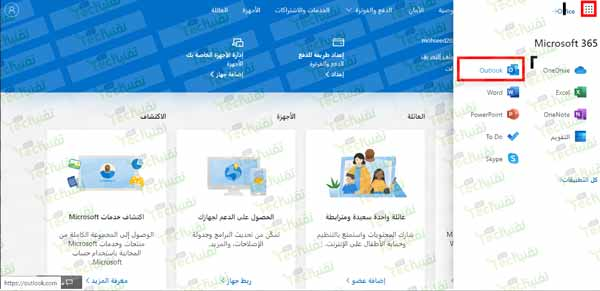 Office
العائلة
الأجهزة
الخدمات والاشتراكات
الدفع والفوترة
الأمان
Microsoft 365
إعداد طريقة للدفع
الدفع والفوترة
إعداد
إدارة الأجهزة الخاصة بك
الأجهزة
إضافة جهاز
Outlook
OneDrive
Word
Excel
PowerPoint
OneNote
To Do
التقويم
Skype
كل التطبيقات
العائلة
الأجهزة
الاكتشاف
عائلة واحدة سعيدة ومترابطة
شارك المحتويات واستمتع بالتنظيم
وحماية الأطفال على الإنترنت.
إضافة عضو
الحصول على الدعم لجهازك
تمكّن من تحديث البرامج وجدولة
الإصلاحات، والمزيد.
ربط جهاز
اكتشاف خدمات Microsoft
الوصول إلى المجموعة الكاملة من
منتجات وخدمات Microsoft
المجانية باستخدام حساب
Microsoft.
معرفة المزيد
https://outlook.com
تقنيتك
Yechtech